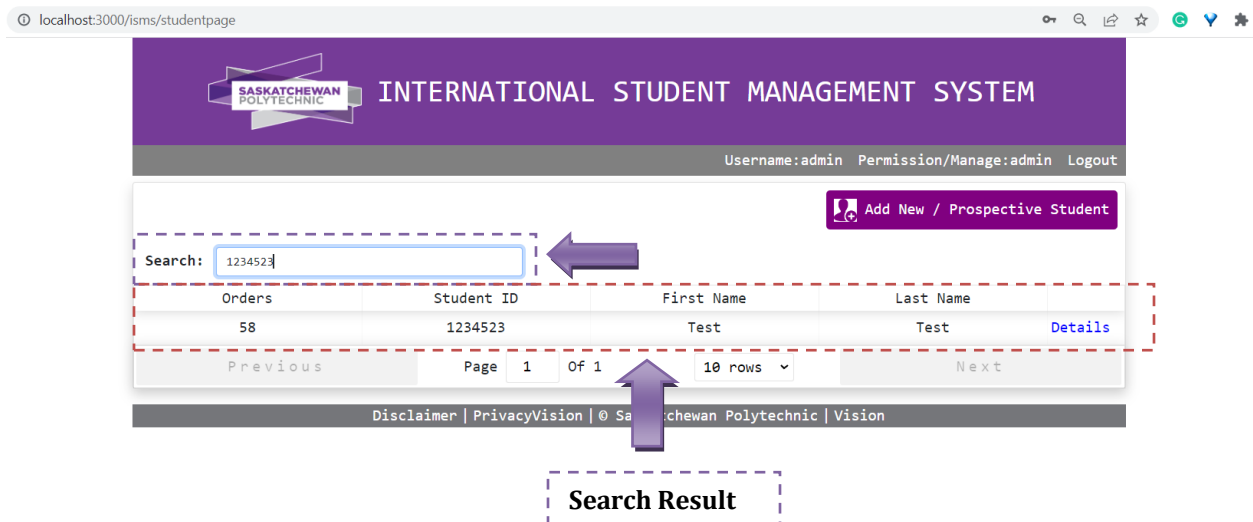 localhost:3000/isms/studentpage
SASKATCHEWAN
POLYTECHNIC
INTERNATIONAL STUDENT MANAGEMENT SYSTEM
Username:admin Permission/Manage:admin Logout
Add New / Prospective Student
Search: 1234523
Orders Student ID First Name Last Name
58 1234523 Test Test Details
Previous Page 1 Of 1 10 rows Next
Disclaimer | PrivacyVision | © Sa chewan Polytechnic | Vision
Search Result